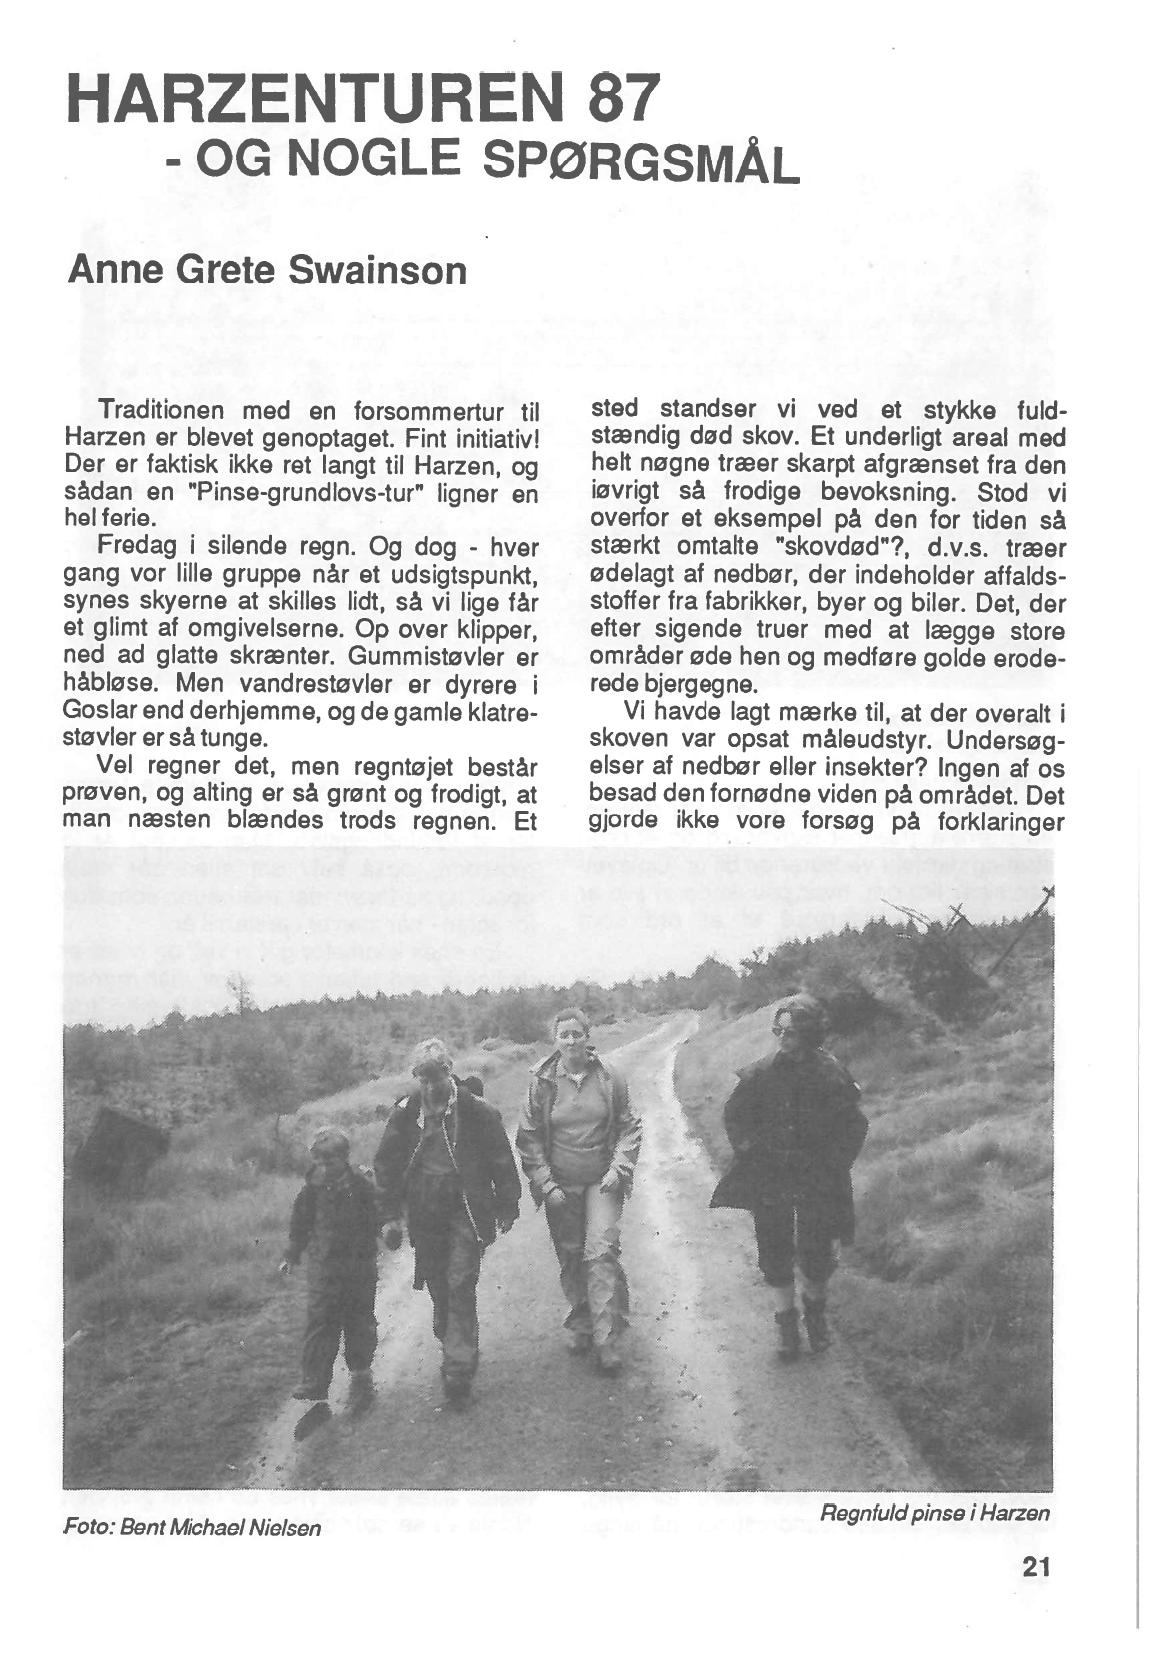 HARZENTUREN 87
- OG NOGLE SPØRGSMÅL
Anne Grete Swainson
Traditionen med en forsommertur til
Harzen er blevet genoptaget. Fint initiativ!
Der er faktisk ikke ret langt til Harzen, og
sådan en "Pinse-grundlovs-tur" ligner en
hel ferie.
Fredag i silende regn. Og dog - hver
gang vor lille gruppe når et udsigtspunkt,
synes skyerne at skilles lidt, så vi lige får
et glimt af omgivelserne. Op over klipper,
ned ad glatte skrænter. Gummistøvler er
håbløse. Men vandrestøvler er dyrere i
Goslar end derhjemme, og de gamle klatre-
støvler er så tunge.
Vel regner det, men regntøjet består
prøven, og alting er så grønt og frodigt, at
man næsten blændes trods regnen. Et
sted standser vi ved et stykke fuld-
stændig død skov. Et underligt areal med
helt nøgne træer skarpt afgrænset fra den
iøvrigt så frodige bevoksning. Stod vi
overfor et eksempel på den for tiden så
stærkt omtalte "skovdød"?, d.v.s. træer
ødelagt af nedbør, der indeholder affalds-
stoffer fra fabrikker, byer og biler. Det, der
efter sigende truer med at lægge store
områder øde hen og medføre golde erode-
rede bjergegne.
Vi havde lagt mærke til, at der overalt i
skoven var opsat måleudstyr. Undersøg-
elser af nedbør eller insekter? Ingen af os
besad den fornødne viden på området. Det
gjorde ikke vore forsøg på forklaringer
Foto: Bent Michael Nielsen
Regnfuld pinse i Harzen
21